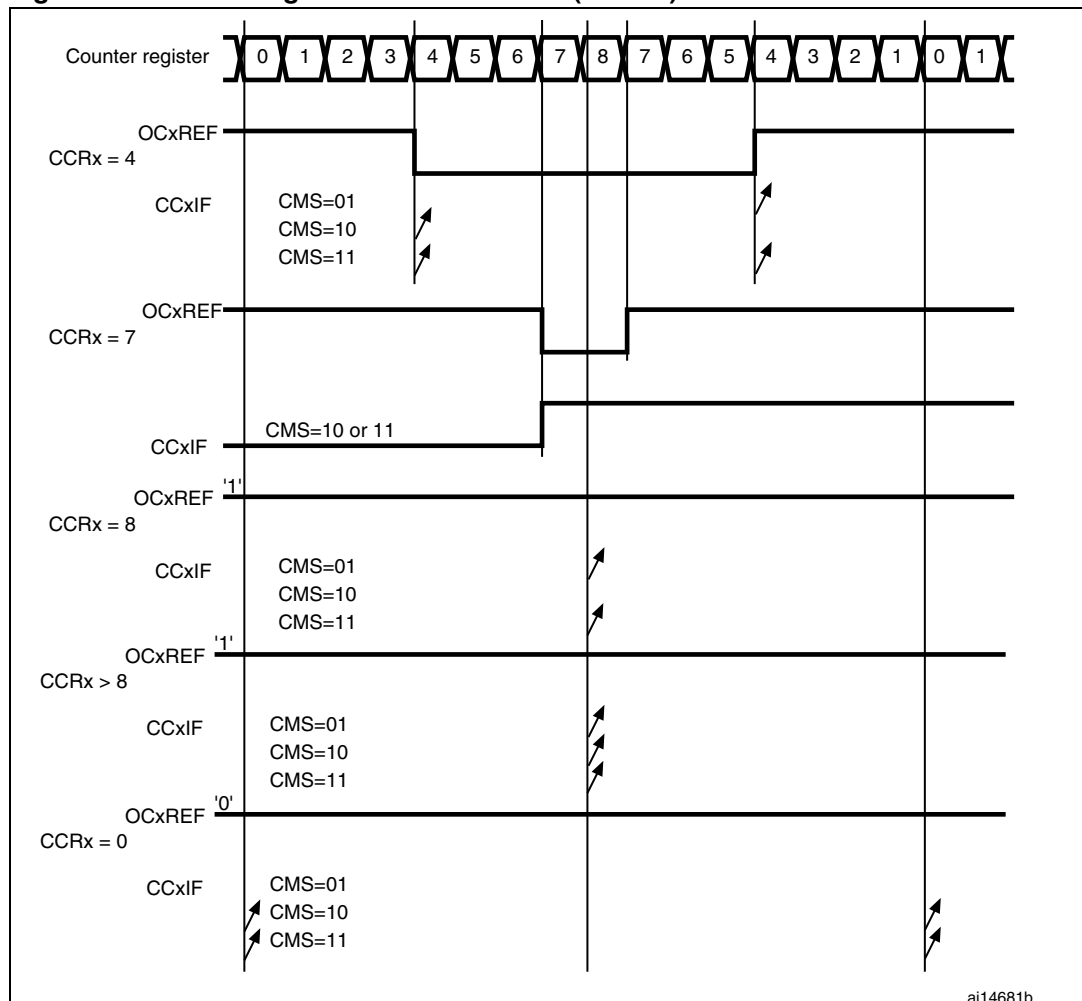 Counter register 0 1 2 3 4 5 6 7 8 7 6 5 4 3 2 1 0 1
OCxREF
CCRx = 4
CCxIF
CMS=01
CMS=10
CMS=11
OCxREF
CCRx = 7
CMS=10 or 11
CCxIF
'1'
OCxREF
CCRx = 8
CCxIF
CMS=01
CMS=10
CMS=11
'1'
OCxREF
CCRx > 8
CCxIF
CMS=01
CMS=10
CMS=11
'0'
OCxREF
CCRx = 0
CCxIF
CMS=01
CMS=10
CMS=11
ai14681b